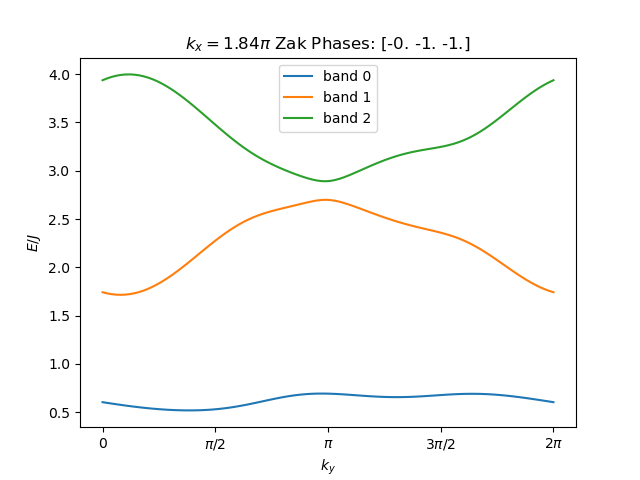 kₓ = 1.84π Zak Phases: [-0. -1. -1.]
band 0
band 1
band 2
E/J
4.0
3.5
3.0
2.5
2.0
1.5
1.0
0.5
0 π/2 π 3π/2 2π
k_y